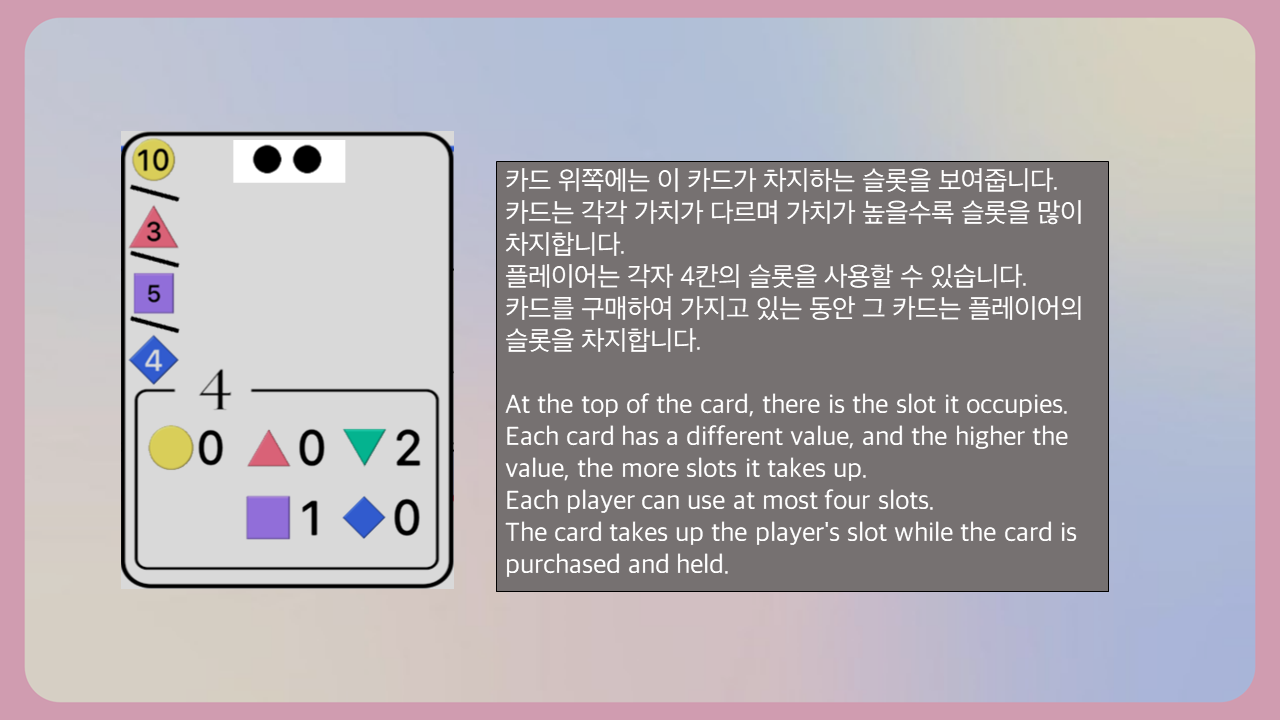 10
3
5
4
4
0 0 2
1 0
카드 위쪽에는 이 카드가 차지하는 슬롯을 보여줍니다.
카드는 각각 가치가 다르며 가치가 높을수록 슬롯을 많이
차지합니다.
플레이어는 각자 4칸의 슬롯을 사용할 수 있습니다.
카드를 구매하여 가지고 있는 동안 그 카드는 플레이어의
슬롯을 차지합니다.
At the top of the card, there is the slot it occupies.
Each card has a different value, and the higher the
value, the more slots it takes up.
Each player can use at most four slots.
The card takes up the player's slot while the card is
purchased and held.